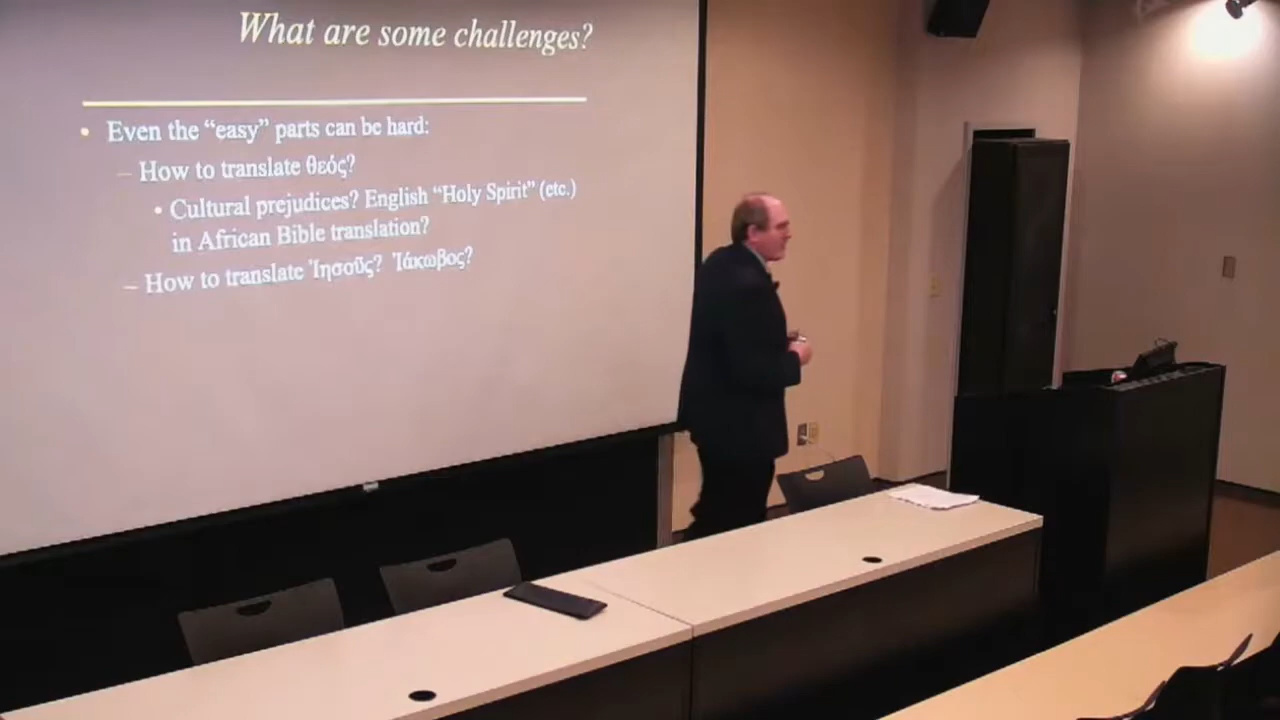 What are some challenges?
• Even the “easy” parts can be hard:
– How to translate θεός?
• Cultural prejudices? English “Holy Spirit” (etc.)
in African Bible translation?
– How to translate Ἰησοῦς? Ἰάκωβος?